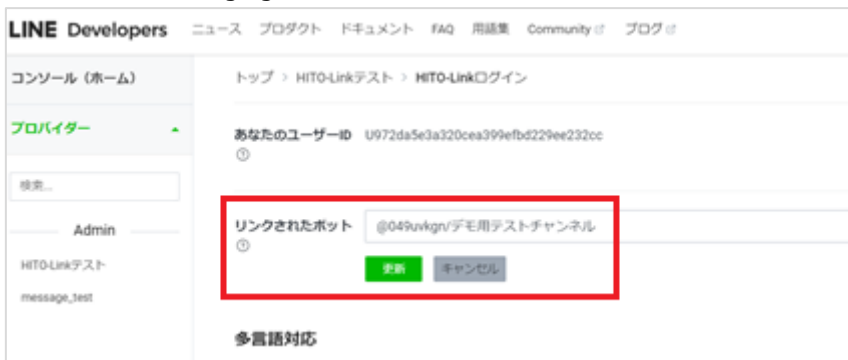 LINE Developers ニュース プロダクト ドキュメント FAQ 用語集 Community ブログ
コンソール（ホーム）
トップ > HITO-Linkテスト > HITO-Linkログイン
プロバイダー
あなたのユーザーID U972da5e3a320cea399efbd229ee232cc
検索...
Admin
リンクされたボット @049uvkgn/デモ用テストチャンネル
HITO-Linkテスト
更新 キャンセル
message_test
多言語対応